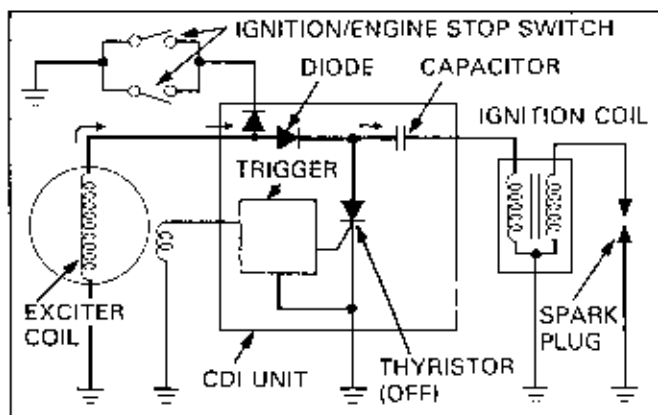 IGNITION/ENGINE STOP SWITCH
DIODE
CAPACITOR
IGNITION COIL
TRIGGER
EXCITER
COIL
CDI UNIT
THYRISTOR
(OFF)
SPARK
PLUG